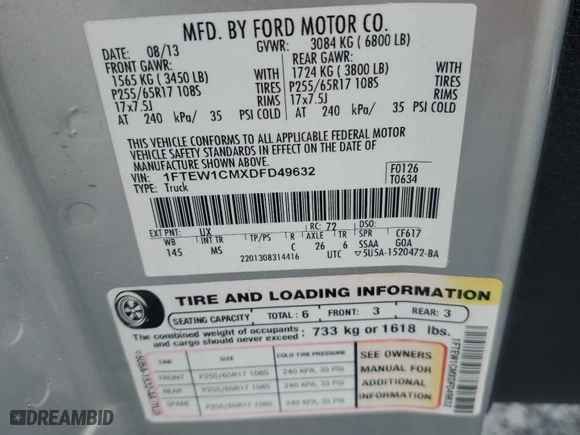 MFD. BY FORD MOTOR CO.
DATE: 08/13 GVWR: 3084 KG ( 6800 LB)
FRONT GAWR: REAR GAWR:
1565 KG ( 3450 LB) WITH 1724 KG ( 3800 LB) WITH
P255/65R17 108S TIRES P255/65R17 108S TIRES
17x7.5J RIMS 17x7.5J RIMS
AT 240 kPa/ 35 PSI COLD AT 240 kPa/ 35 PSI COLD
THIS VEHICLE CONFORMS TO ALL APPLICABLE FEDERAL MOTOR
VEHICLE SAFETY STANDARDS IN EFFECT ON THE DATE OF
MANUFACTURE SHOWN ABOVE.
VIN: 1FTEW1CMXDFD49632 F0126
TYPE: Truck T0634
EXT PNT: UX RC: 72 DSO:
WB INT TR TP/PS R AXLE TR SPR CF617
145 MS C 26 6 SSAA GOA
2201308314416 UTC ▽5U5A-1520472-BA
TIRE AND LOADING INFORMATION
SEATING CAPACITY TOTAL: 6 FRONT: 3 REAR: 3
The combined weight of occupants and cargo should never exceed: 733 kg or 1618 lbs.
TIRE SIZE COLD TIRE PRESSURE
FRONT P255/65R17 108S 240 KPA, 35 PSI
REAR P255/65R17 108S 240 KPA, 35 PSI
SPARE P255/65R17 108S 240 KPA, 35 PSI
SEE OWNERS
MANUAL FOR
ADDITIONAL
INFORMATION
1FTEW1CMXDFD49632
DREAMBID